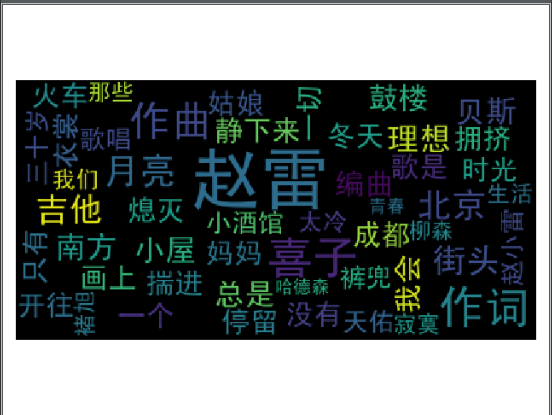 火车
那些
姑娘
一切
鼓楼
贝斯
三十岁
衣裳
歌唱
作曲
静下来
冬天
理想
拥挤
我们
月亮
赵雷
编曲
歌是
时光
吉他
熄灭
小酒馆
太冷
青春
北京
生活
只有
南方
小屋
妈妈
喜子
成都
柳森
赵小雷
画上
揣进
总是
哈德森
裤兜
我会
街头
开往
褚旭
一个
停留
没有
天佑
寂寞
作词